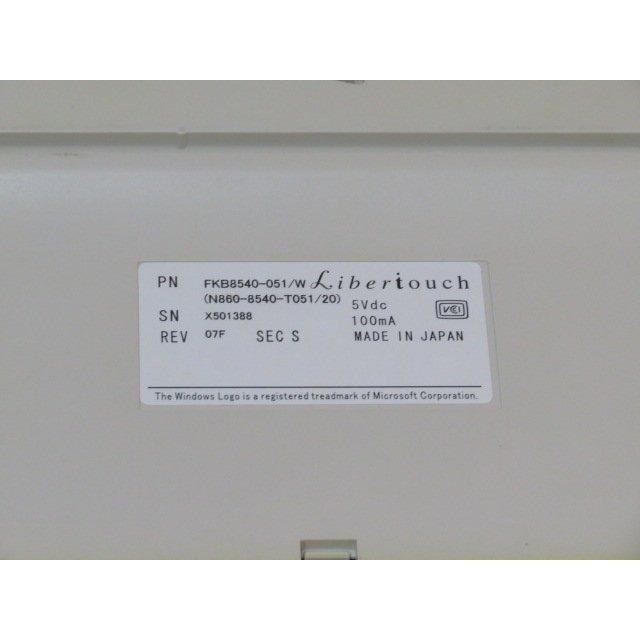 PN FKB8540-051/W Libertouch
(N860-8540-T051/20) 5Vdc VCI
SN X501388 100mA
REV 07F SEC S MADE IN JAPAN
The Windows Logo is a registered treadmark of Microsoft Corporation.